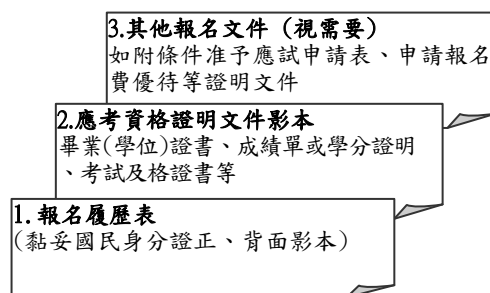 3.其他報名文件（視需要）
如附條件准予應試申請表、申請報名
費優待等證明文件
2.應考資格證明文件影本
畢業(學位)證書、成績單或學分證明
、考試及格證書等
1.報名履歷表
(黏妥國民身分證正、背面影本)